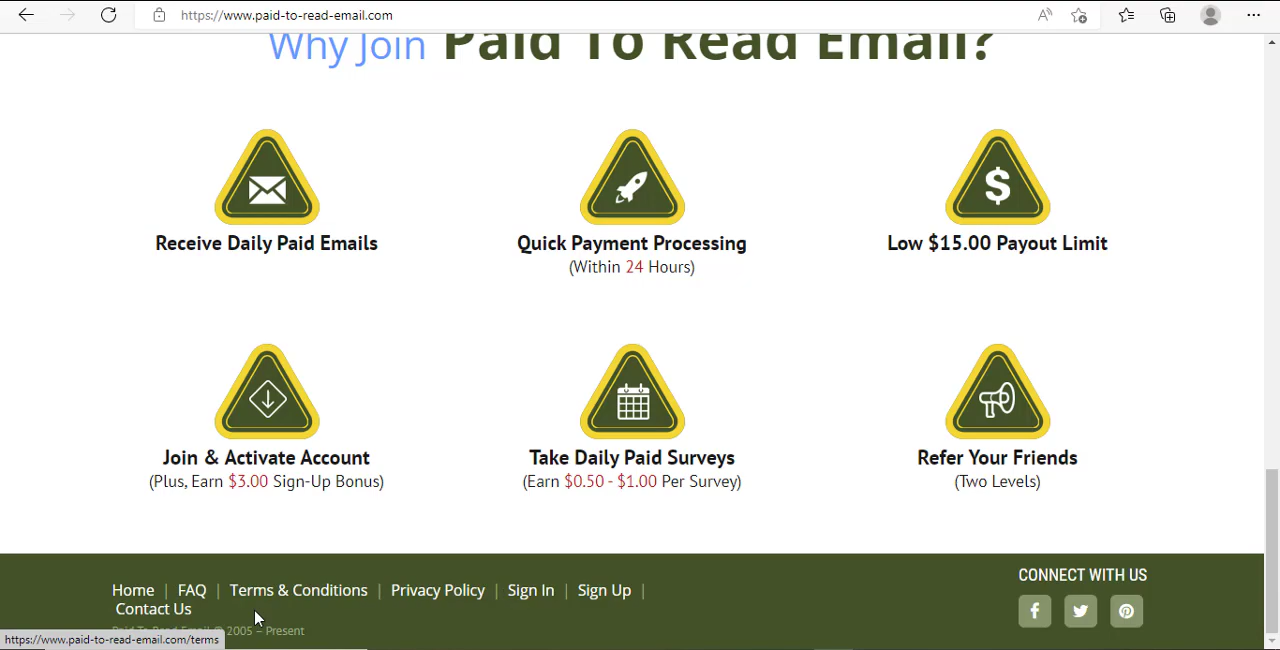 https://www.paid-to-read-email.com
Why Join Paid To Read Email?
Receive Daily Paid Emails
Quick Payment Processing
(Within 24 Hours)
Low $15.00 Payout Limit
Join & Activate Account
(Plus, Earn $3.00 Sign-Up Bonus)
Take Daily Paid Surveys
(Earn $0.50 - $1.00 Per Survey)
Refer Your Friends
(Two Levels)
Home | FAQ | Terms & Conditions | Privacy Policy | Sign In | Sign Up |
Contact Us
Paid To Read Email © 2005 – Present
CONNECT WITH US
https://www.paid-to-read-email.com/terms